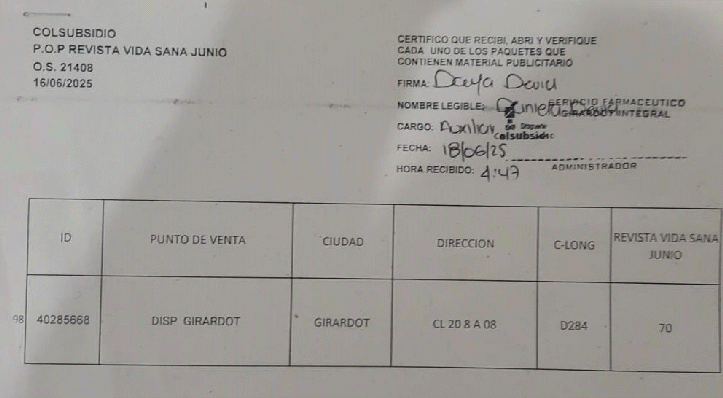 COLSUBSIDIO
P.O.P REVISTA VIDA SANA JUNIO
O.S. 21408
16/06/2025
CERTIFICO QUE RECIBI, ABRI Y VERIFIQUE
CADA UNO DE LOS PAQUETES QUE
CONTIENEN MATERIAL PUBLICITARIO
FIRMA:
NOMBRE LEGIBLE: Daniela
SERVICIO FARMACEUTICO
GIRARDOT INTEGRAL
CARGO: Auxiliar
Colsubsidio
FECHA: 18/06/25
ADMINISTRADOR
HORA RECIBIDO: 4:47
ID PUNTO DE VENTA CIUDAD DIRECCION C-LONG REVISTA VIDA SANA
JUNIO
98 40285668 DISP GIRARDOT GIRARDOT CL 20 8 A 08 D284 70